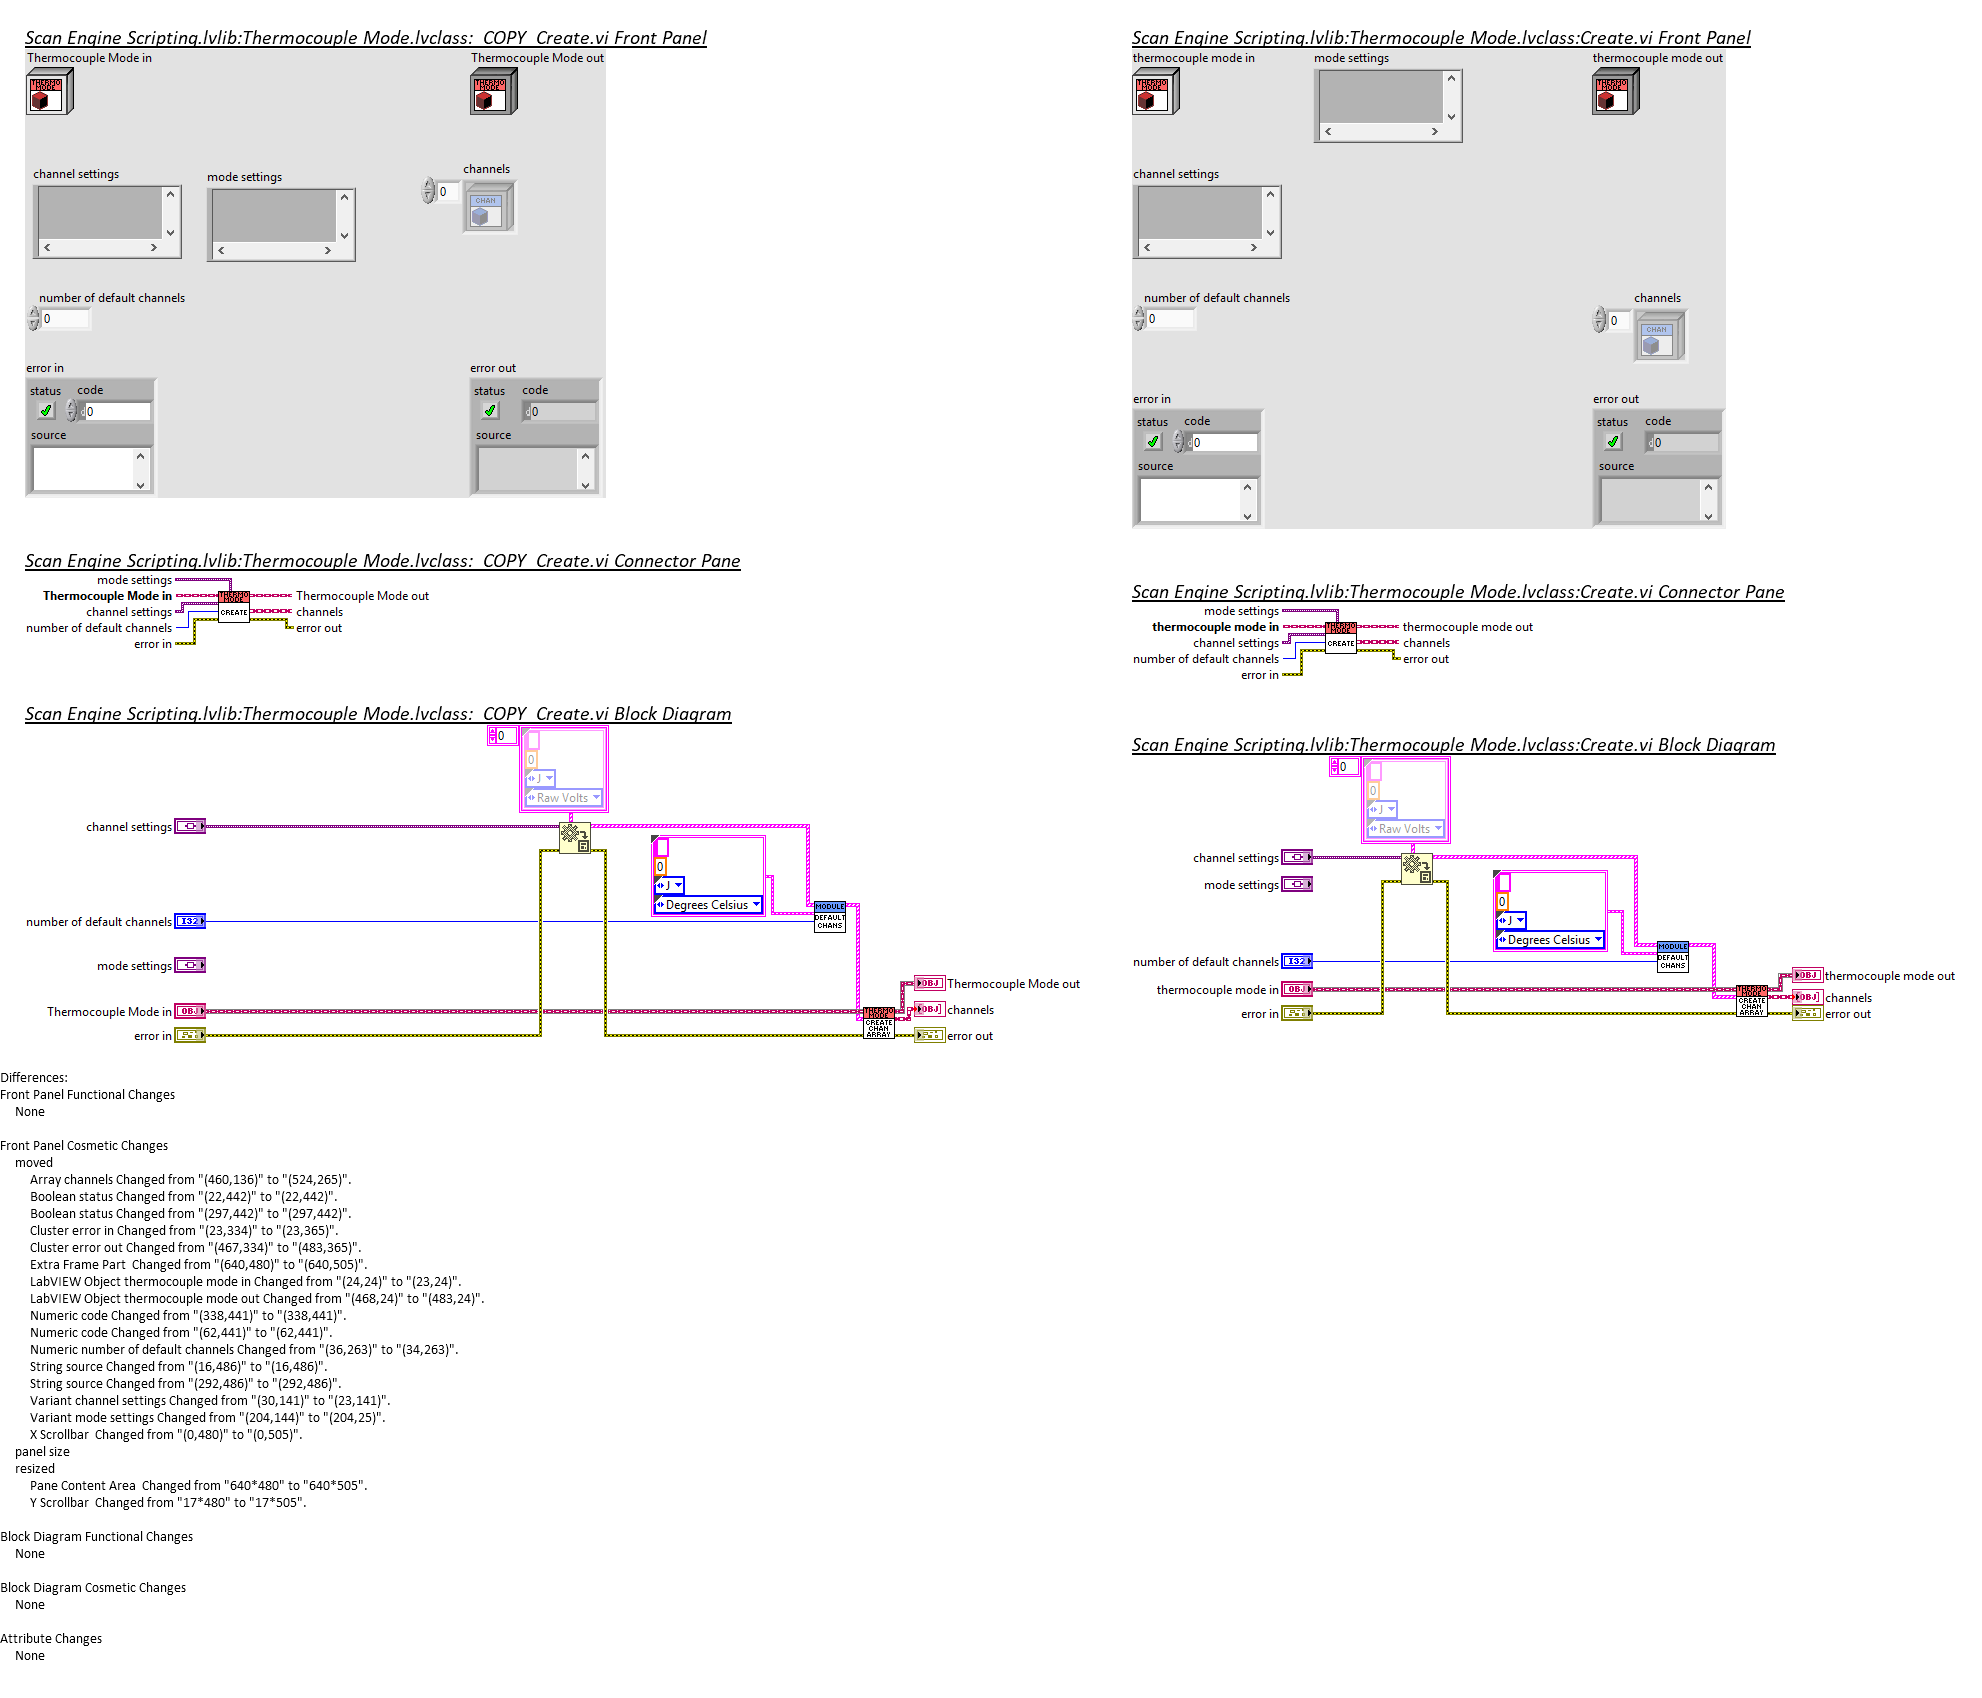 Scan Engine Scripting.lvlib:Thermocouple Mode.lvclass:_COPY_Create.vi Front Panel
Thermocouple Mode in
Thermocouple Mode out
THERMO
MODE
THERMO
MODE
channel settings
mode settings
channels
0
CHAN
number of default channels
0
error in
error out
status
code
status
code
d
0
d
0
source
source
Scan Engine Scripting.lvlib:Thermocouple Mode.lvclass:_COPY_Create.vi Connector Pane
mode settings
Thermocouple Mode in
THERMO
MODE
Thermocouple Mode out
channel settings
CREATE
channels
number of default channels
error out
error in
Scan Engine Scripting.lvlib:Thermocouple Mode.lvclass:_COPY_Create.vi Block Diagram
0
0
J
Raw Volts
channel settings
0
J
Degrees Celsius
MODULE
DEFAULT
CHANS
number of default channels
I32
mode settings
OBJ
Thermocouple Mode out
Thermocouple Mode in
OBJ
THERMO
MODE
CREATE
CHAN
ARRAY
OBJ
channels
error in
error out
Scan Engine Scripting.lvlib:Thermocouple Mode.lvclass:Create.vi Front Panel
thermocouple mode in
mode settings
thermocouple mode out
THERMO
MODE
THERMO
MODE
channel settings
number of default channels
0
channels
0
CHAN
error in
error out
status
code
status
code
d
0
d
0
source
source
Scan Engine Scripting.lvlib:Thermocouple Mode.lvclass:Create.vi Connector Pane
mode settings
thermocouple mode in
THERMO
MODE
thermocouple mode out
channel settings
CREATE
channels
number of default channels
error out
error in
Scan Engine Scripting.lvlib:Thermocouple Mode.lvclass:Create.vi Block Diagram
0
0
J
Raw Volts
channel settings
mode settings
0
J
Degrees Celsius
MODULE
DEFAULT
CHANS
number of default channels
I32
OBJ
thermocouple mode out
thermocouple mode in
OBJ
THERMO
MODE
CREATE
CHAN
ARRAY
OBJ
channels
error in
error out
Differences:
Front Panel Functional Changes
None
Front Panel Cosmetic Changes
moved
Array channels Changed from "(460,136)" to "(524,265)".
Boolean status Changed from "(22,442)" to "(22,442)".
Boolean status Changed from "(297,442)" to "(297,442)".
Cluster error in Changed from "(23,334)" to "(23,365)".
Cluster error out Changed from "(467,334)" to "(483,365)".
Extra Frame Part  Changed from "(640,480)" to "(640,505)".
LabVIEW Object thermocouple mode in Changed from "(24,24)" to "(23,24)".
LabVIEW Object thermocouple mode out Changed from "(468,24)" to "(483,24)".
Numeric code Changed from "(338,441)" to "(338,441)".
Numeric code Changed from "(62,441)" to "(62,441)".
Numeric number of default channels Changed from "(36,263)" to "(34,263)".
String source Changed from "(16,486)" to "(16,486)".
String source Changed from "(292,486)" to "(292,486)".
Variant channel settings Changed from "(30,141)" to "(23,141)".
Variant mode settings Changed from "(204,144)" to "(204,25)".
X Scrollbar  Changed from "(0,480)" to "(0,505)".
panel size
resized
Pane Content Area  Changed from "640*480" to "640*505".
Y Scrollbar  Changed from "17*480" to "17*505".
Block Diagram Functional Changes
None
Block Diagram Cosmetic Changes
None
Attribute Changes
None